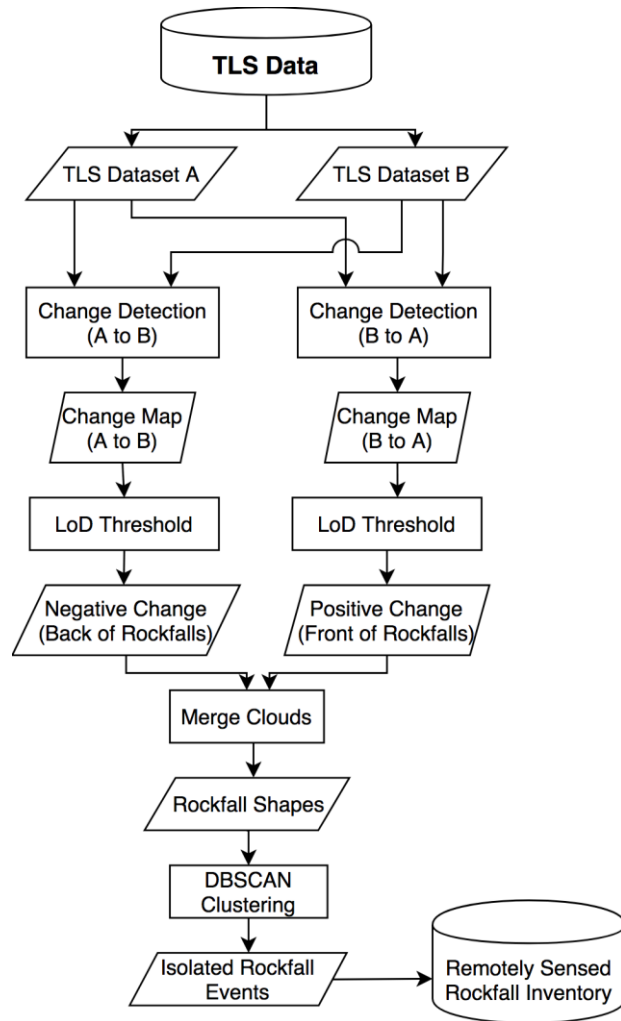 TLS Data
TLS Dataset A
TLS Dataset B
Change Detection
(A to B)
Change Detection
(B to A)
Change Map
(A to B)
Change Map
(B to A)
LoD Threshold
LoD Threshold
Negative Change
(Back of Rockfalls)
Positive Change
(Front of Rockfalls)
Merge Clouds
Rockfall Shapes
DBSCAN
Clustering
Isolated Rockfall
Events
Remotely Sensed
Rockfall Inventory